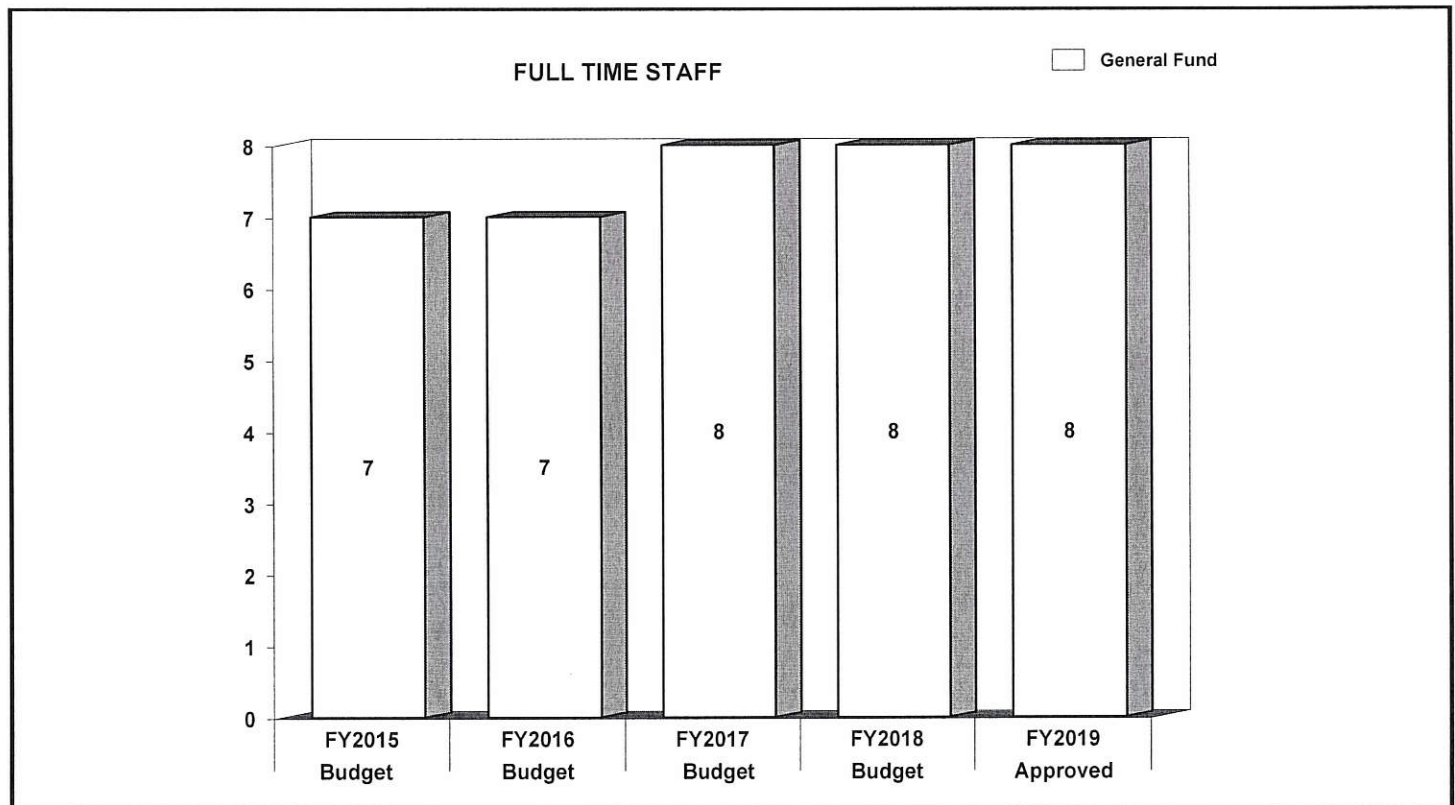 FULL TIME STAFF
General Fund
8
7
6
5
4
3
2
1
0
7
7
8
8
8
FY2015
Budget
FY2016
Budget
FY2017
Budget
FY2018
Budget
FY2019
Approved